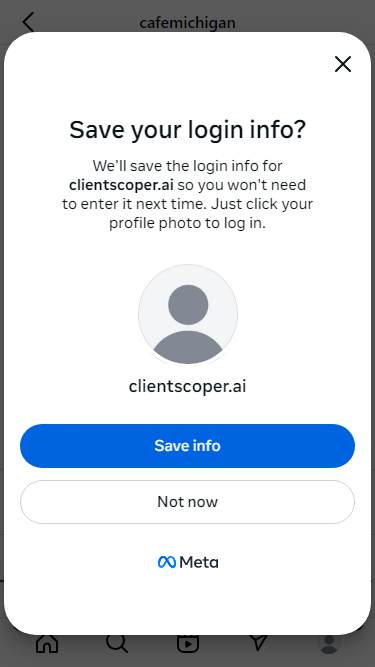 cafemichigan
Save your login info?
We'll save the login info for
clientscoper.ai so you won't need
to enter it next time. Just click your
profile photo to log in.
clientscoper.ai
Save info
Not now
Meta